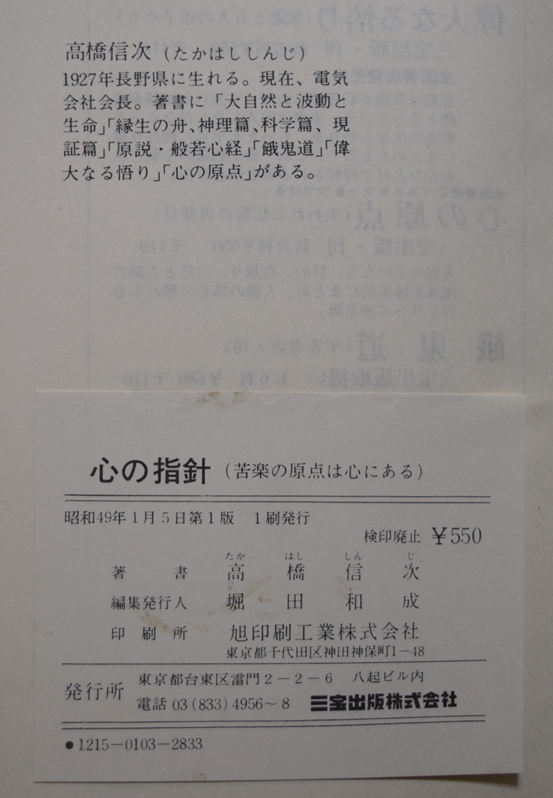 高橋信次（たかはししんじ）
1927年長野県に生れる。現在、電気
会社会長。著書に「大自然と波動と
生命」「縁生の舟、神理篇、科学篇、現
証篇」「原説・般若心経」「餓鬼道」「偉
大なる悟り」「心の原点」がある。
心の指針（苦楽の原点は心にある）
昭和49年1月5日第1版 1刷発行
検印廃止 ￥550
たか はし しん じ
著書 高橋信次
編集発行人 堀田和成
印刷所 旭印刷工業株式会社
東京都千代田区神田神保町1－48
発行所 東京都台東区雷門2－2－6 八起ビル内
電話 03(833)4956～8 三宝出版株式会社
●1215－0103－2833